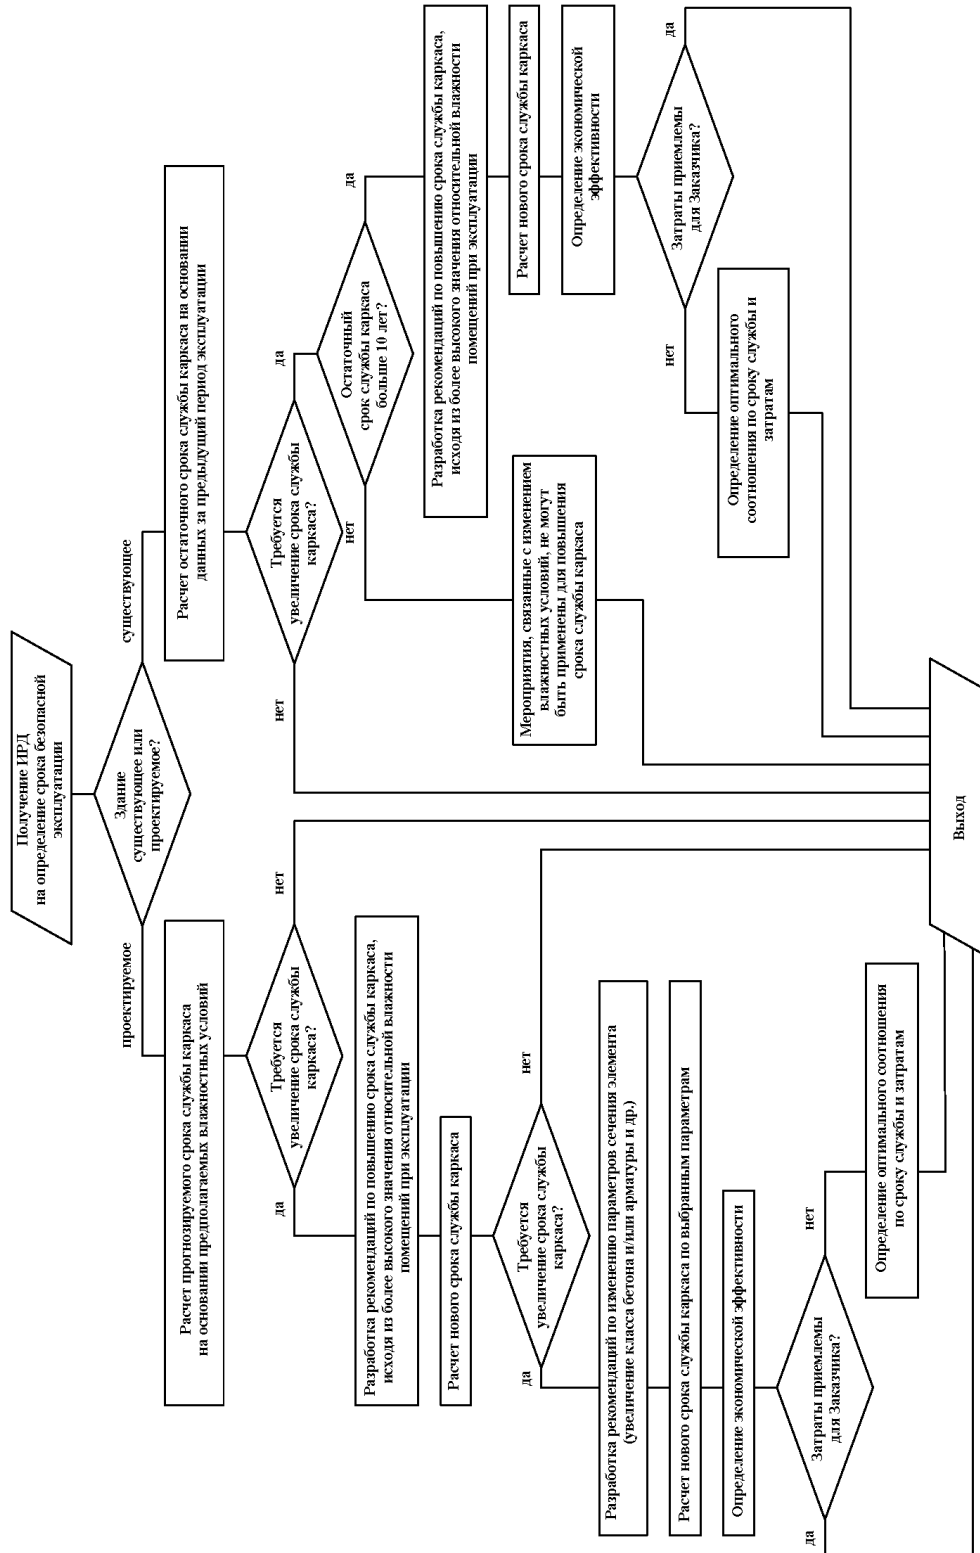 Получение ИРД
на определение срока безопасной
эксплуатации
Здание
существующее или
проектируемое?
проектируемое
существующее
Расчет прогнозируемого срока службы каркаса
на основании предполагаемых влажностных условий
Требуется
увеличение срока службы
каркаса?
да
нет
Разработка рекомендаций по повышению срока службы каркаса,
исходя из более высокого значения относительной влажности
помещений при эксплуатации
Расчет нового срока службы каркаса
Требуется
увеличение срока службы
каркаса?
да
нет
Разработка рекомендаций по изменению параметров сечения элемента
(увеличение класса бетона и/или арматуры и др.)
Расчет нового срока службы каркаса по выбранным параметрам
Определение экономической эффективности
Затраты приемлемы
для Заказчика?
да
нет
Определение оптимального соотношения
по сроку службы и затратам
Расчет остаточного срока службы каркаса на основании
данных за предыдущий период эксплуатации
Требуется
увеличение срока службы
каркаса?
нет
да
Остаточный
срок службы каркаса
больше 10 лет?
нет
да
Мероприятия, связанные с изменением
влажностных условий, не могут
быть применены для повышения
срока службы каркаса
Разработка рекомендаций по повышению срока службы каркаса,
исходя из более высокого значения относительной влажности
помещений при эксплуатации
Расчет нового срока службы каркаса
Определение экономической
эффективности
Затраты приемлемы
для Заказчика?
нет
да
Определение оптимального
соотношения по сроку службы и
затратам
Выход